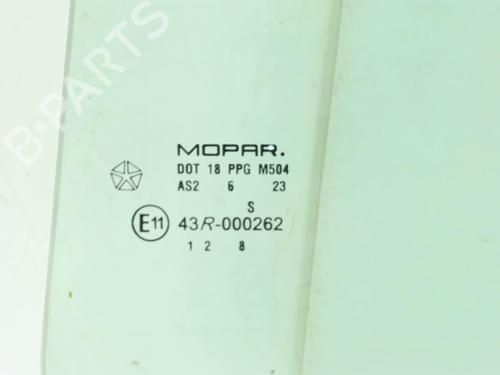 B-PARTS
MOPAR.
DOT 18 PPG M504
AS2 6 23
S
E11 43R-000262
1 2 8